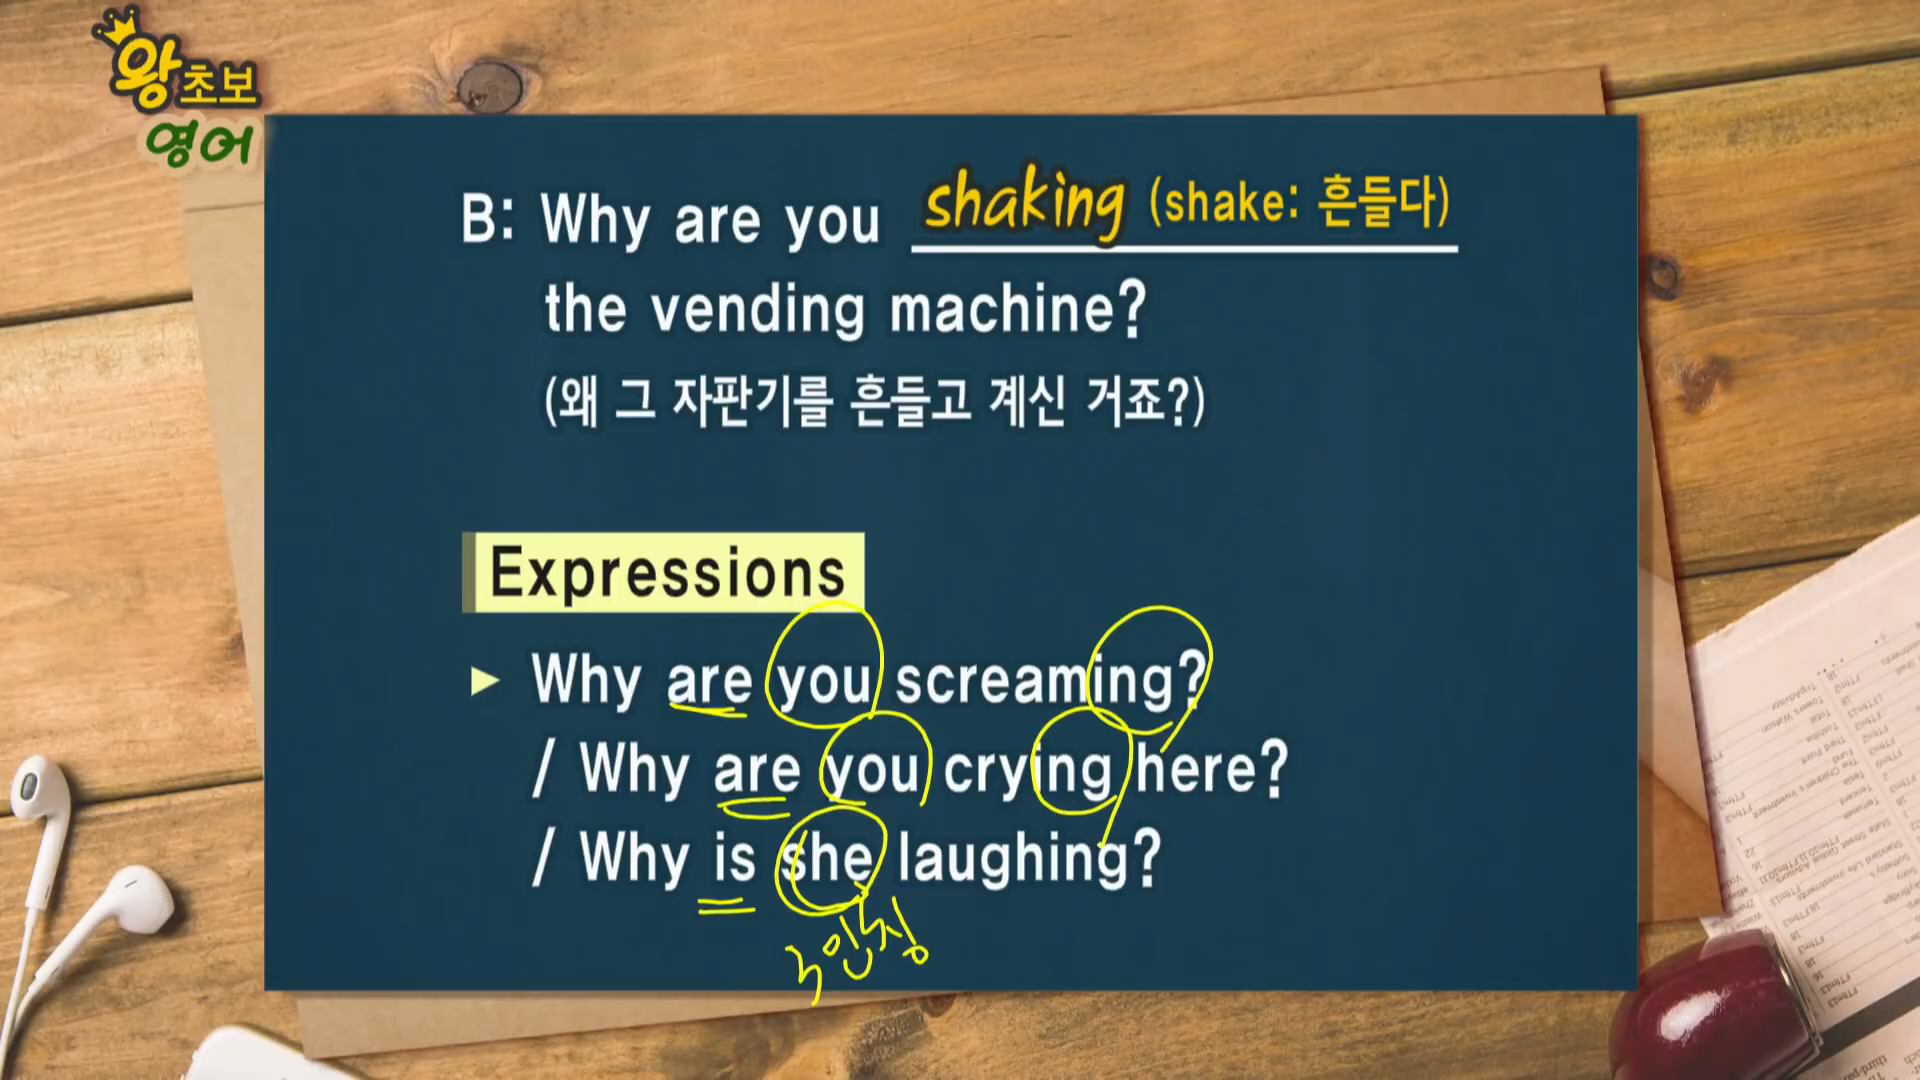 왕초보
영어
B: Why are you shaking (shake: 흔들다)
the vending machine?
(왜 그 자판기를 흔들고 계신 거죠?)
Expressions
▶ Why are you screaming?
/ Why are you crying here?
/ Why is she laughing?
3인칭